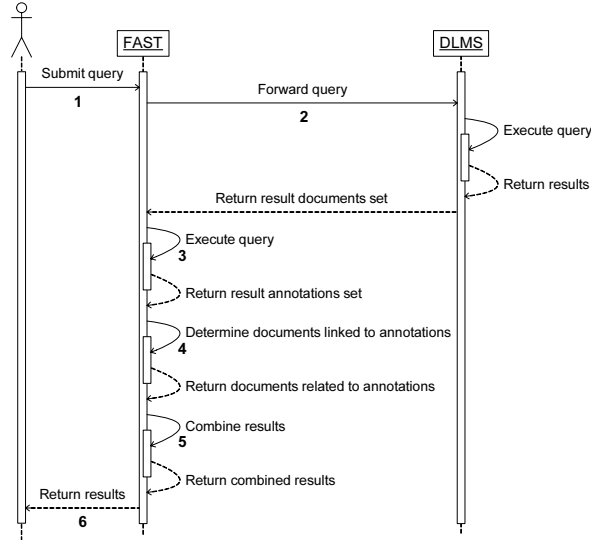 FAST
DLMS
Submit query
1
Forward query
2
Execute query
Return results
Return result documents set
Execute query
3
Return result annotations set
Determine documents linked to annotations
4
Return documents related to annotations
Combine results
5
Return combined results
Return results
6